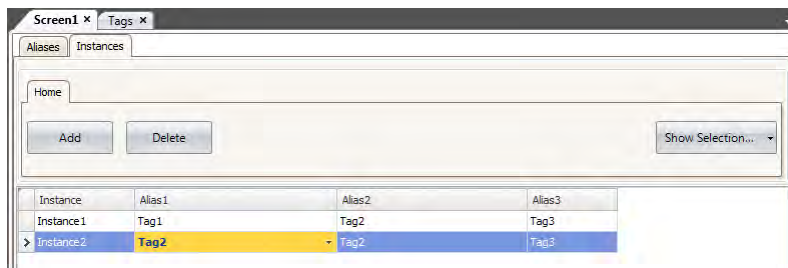 Screen1 × Tags ×
Aliases Instances
Home
Add Delete Show Selection...
Instance Alias1 Alias2 Alias3
Instance1 Tag1 Tag2 Tag3
Instance2 Tag2 Tag2 Tag3